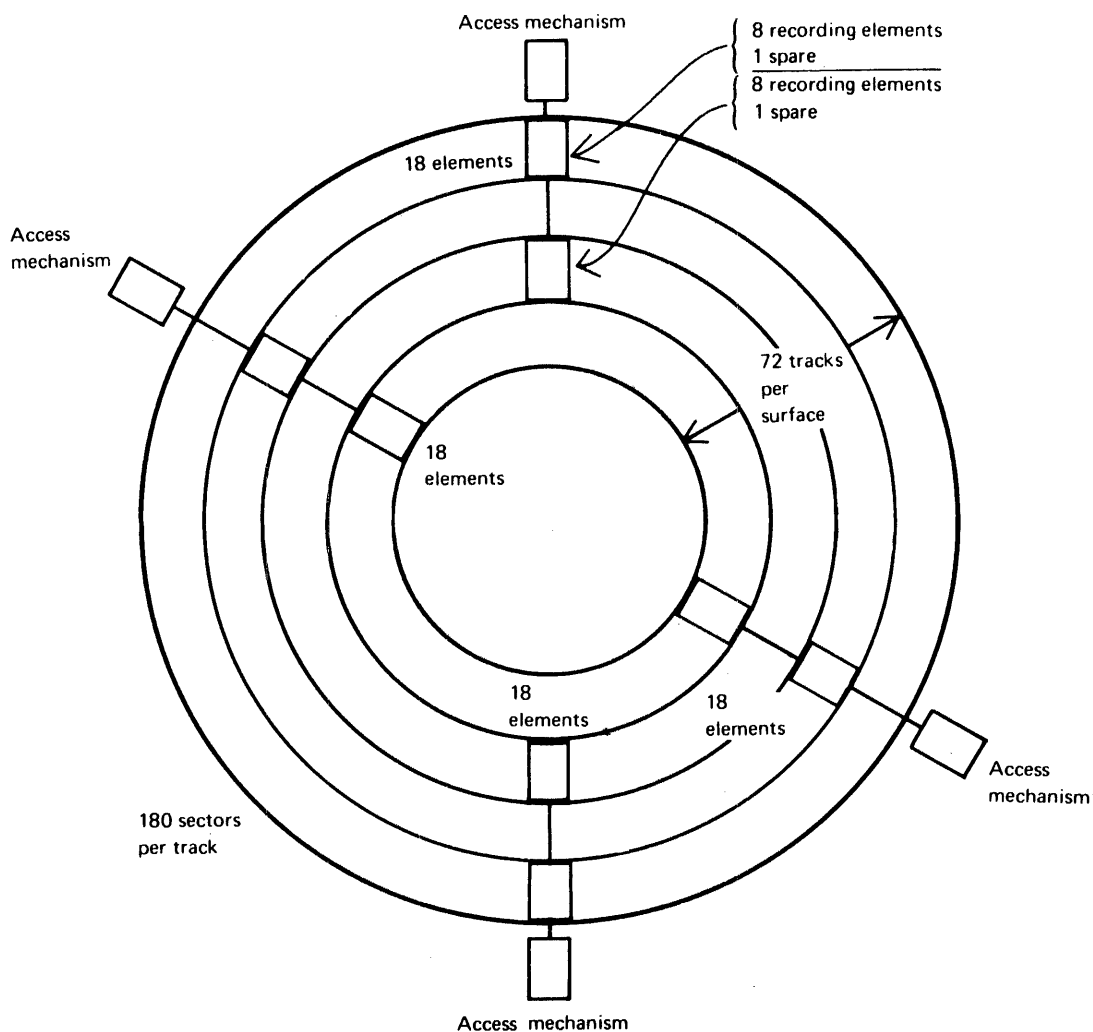 Access mechanism
8 recording elements
1 spare
8 recording elements
1 spare
18 elements
Access
mechanism
72 tracks
per
surface
18
elements
18
elements
18
elements
Access
mechanism
180 sectors
per track
Access mechanism